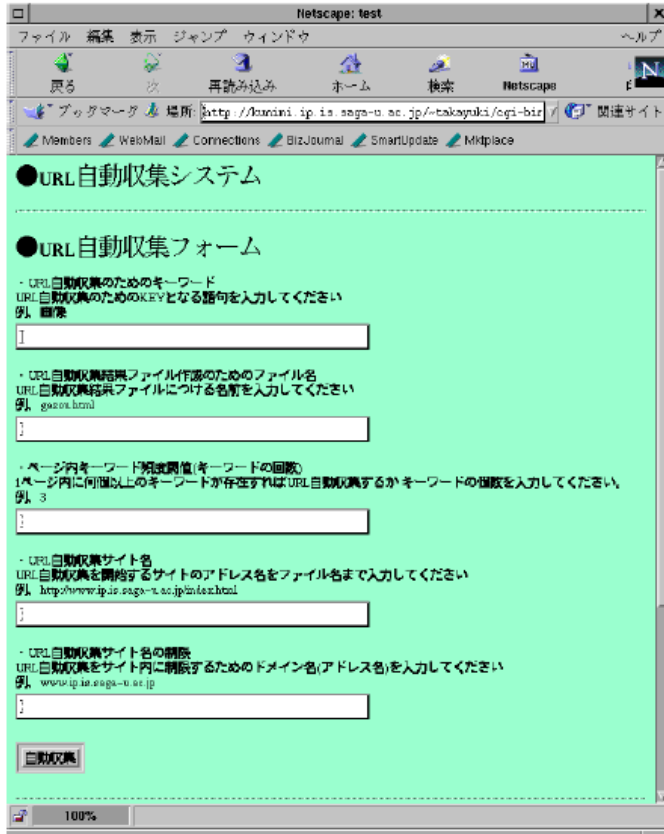 Netscape: test
ファイル 編集 表示 ジャンプ ウィンドウ ヘルプ
戻る 次 再読み込み ホーム 検索 Netscape
ブックマーク 場所: http://kumimi.ip.is.saga-u.ac.jp/~takayuki/cgi-bin 関連サイト
Members WebMail Connections BizJournal SmartUpdate Mktplace
●URL自動収集システム
●URL自動収集フォーム
・URL自動収集のためのキーワード
URL自動収集のためのKEYとなる語句を入力してください
例、画像
・URL自動収集結果ファイル作成のためのファイル名
URL自動収集結果ファイルにつける名前を入力してください
例、gazou.html
・ページ内キーワード頻度閾値(キーワードの回数)
1ページ内に何個以上のキーワードが存在すればURL自動収集するか キーワードの個数を入力してください。
例、3
・URL自動収集サイト名
URL自動収集を開始するサイトのアドレス名をファイル名まで入力してください
例、http://www.ip.is.saga-u.ac.jp/index.html
・URL自動収集サイト名の制限
URL自動収集をサイト内に制限するためのドメイン名(アドレス名)を入力してください
例、www.ip.is.saga-u.ac.jp
自動収集
100%